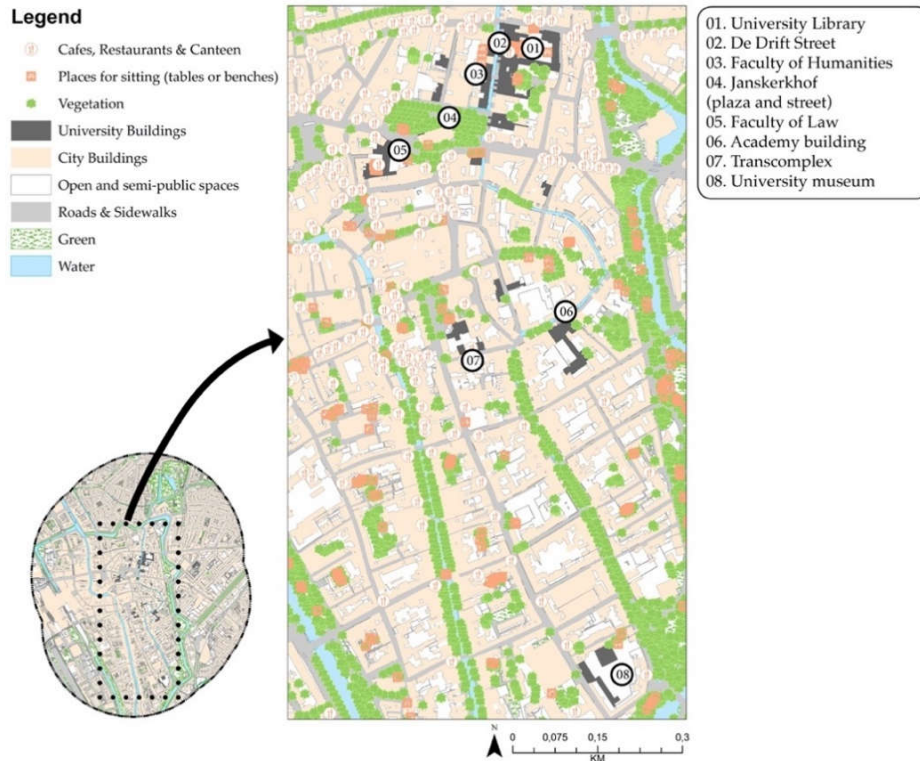 Legend
Cafes, Restaurants & Canteen
Places for sitting (tables or benches)
Vegetation
University Buildings
City Buildings
Open and semi-public spaces
Roads & Sidewalks
Green
Water
02
01
03
04
05
06
07
08
01. University Library
02. De Drift Street
03. Faculty of Humanities
04. Janskerkhof
(plaza and street)
05. Faculty of Law
06. Academy building
07. Transcomplex
08. University museum
N
0 0,075 0,15 0,3
KM